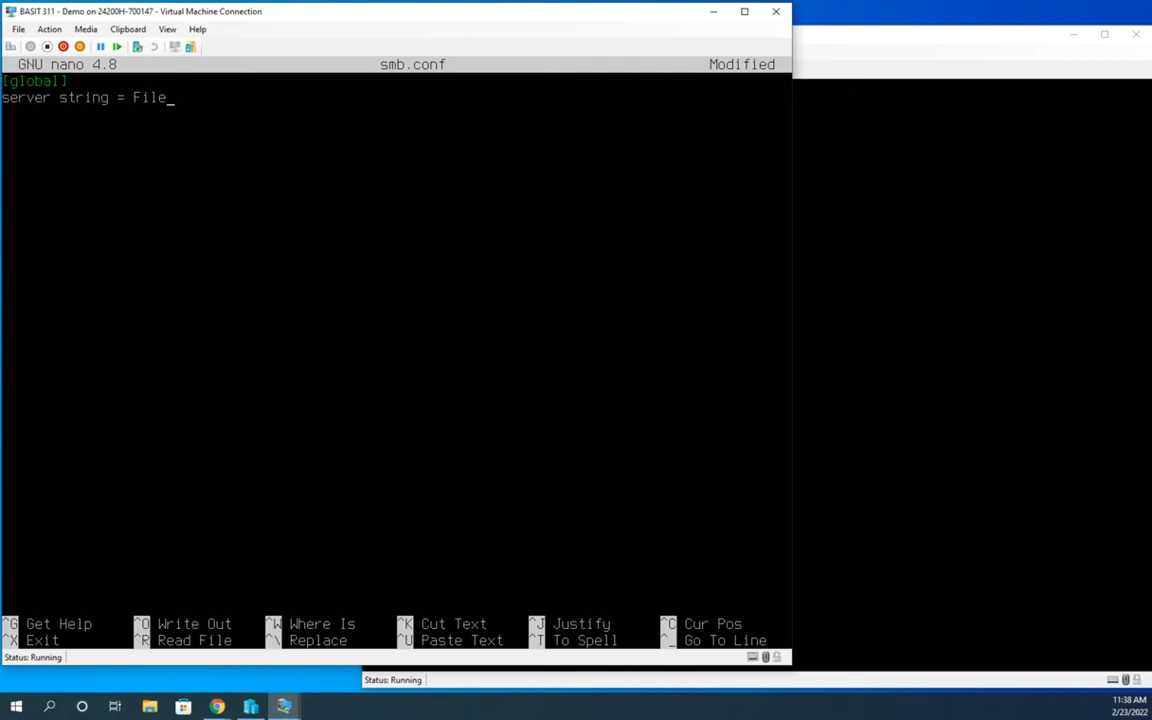 BASIT 311 - Demo on 24200H-700147 - Virtual Machine Connection
File Action Media Clipboard View Help
GNU nano 4.8 smb.conf Modified
[global]
server string = File_
^G Get Help ^O Write Out ^W Where Is ^K Cut Text ^J Justify ^C Cur Pos
^X Exit ^R Read File ^\ Replace ^U Paste Text ^T To Spell ^_ Go To Line
Status: Running
Status: Running
11:38 AM
2/23/2022